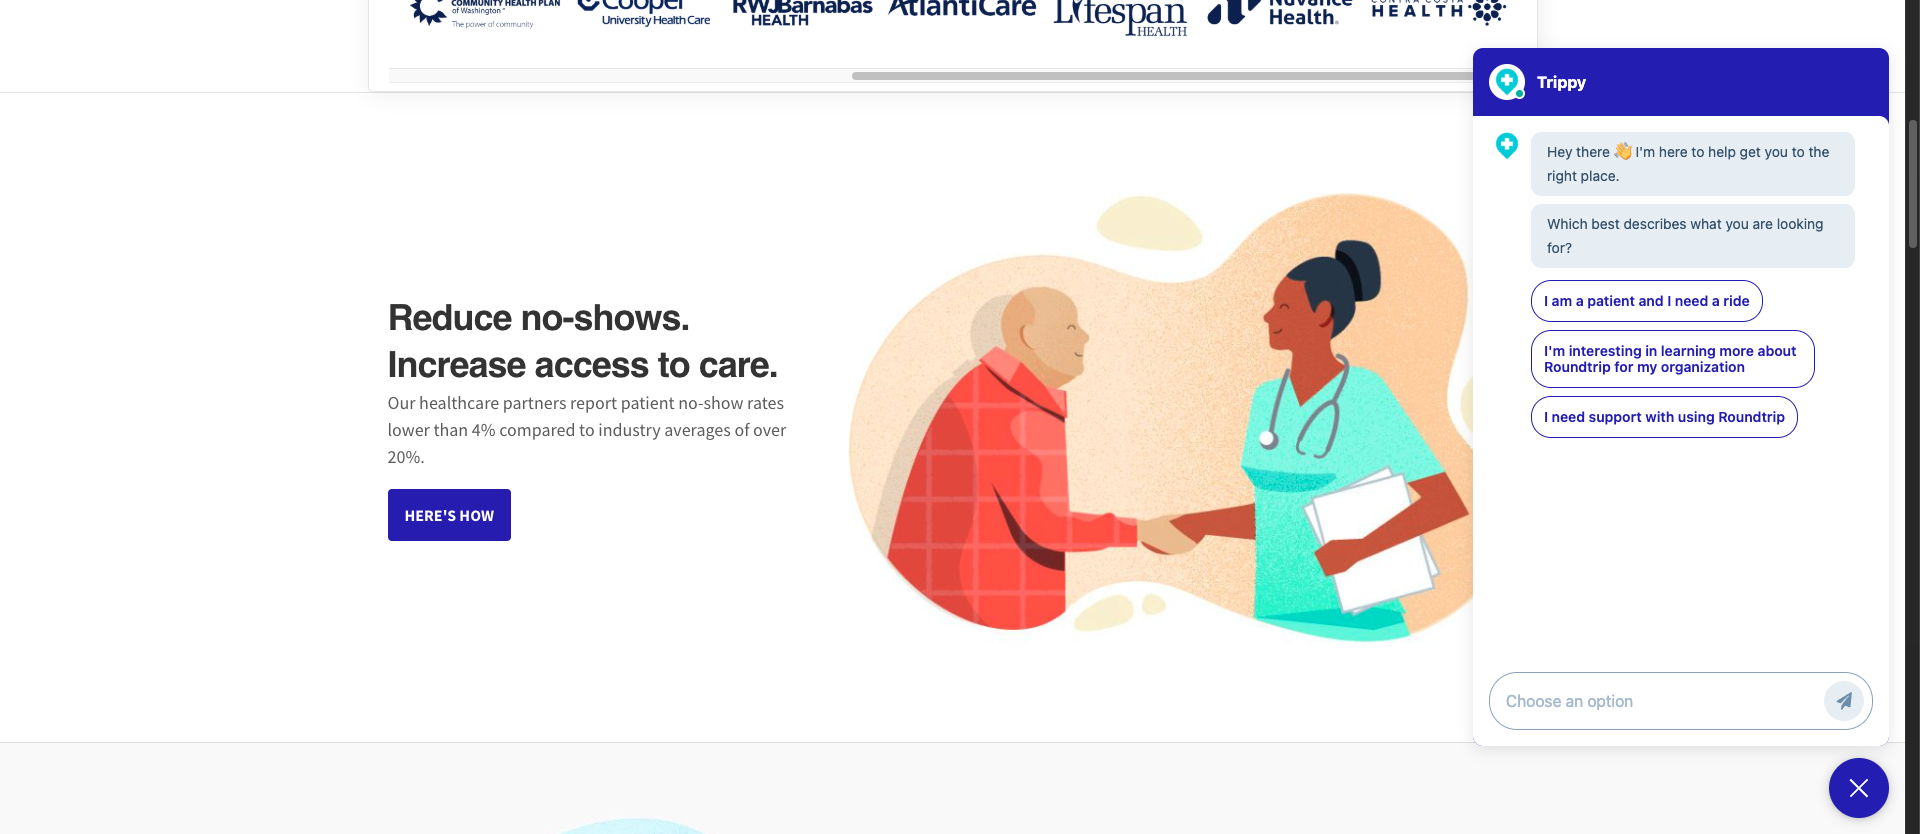 COMMUNITY HEALTH PLAN
of Washington™
The power of community
Cooper
University Health Care
RWJBarnabas
HEALTH
AtlantiCare
Lifespan
HEALTH
Nuvance
Health.
CONTRA COSTA
HEALTH
Reduce no-shows.
Increase access to care.
Our healthcare partners report patient no-show rates
lower than 4% compared to industry averages of over
20%.
HERE'S HOW
Trippy
Hey there 👋 I'm here to help get you to the
right place.
Which best describes what you are looking
for?
I am a patient and I need a ride
I'm interesting in learning more about
Roundtrip for my organization
I need support with using Roundtrip
Choose an option